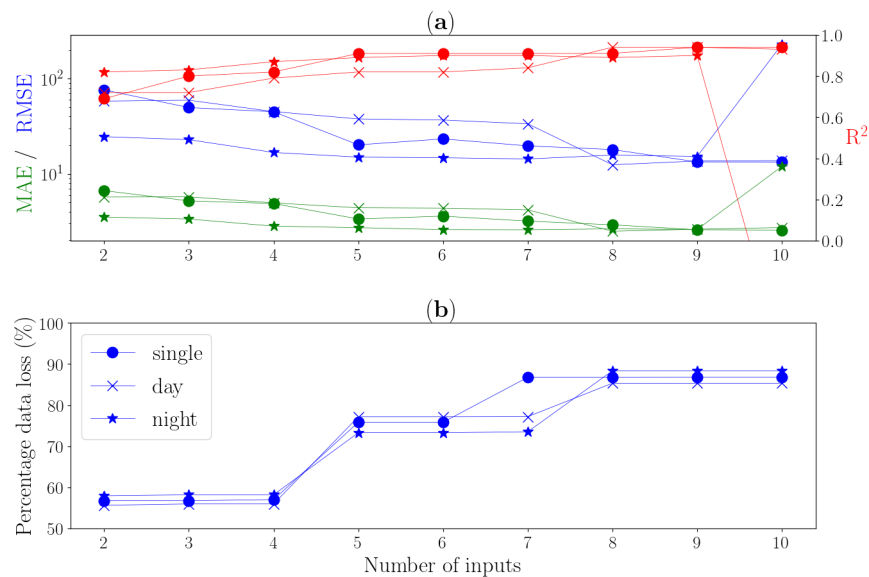 (a)
MAE / RMSE
10²
10¹
R²
1.0
0.8
0.6
0.4
0.2
0.0
2 3 4 5 6 7 8 9 10
(b)
Percentage data loss (%)
100
90
80
70
60
50
single
day
night
2 3 4 5 6 7 8 9 10
Number of inputs